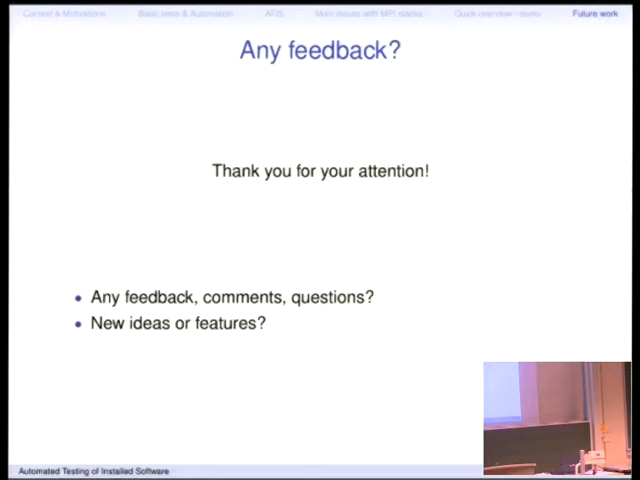 Context & Motivations Basic tests & Automation ATIS Main issues with MPI stacks Quick overview - demo Future work
Any feedback?
Thank you for your attention!
Any feedback, comments, questions?
New ideas or features?
Automated Testing of Installed Software